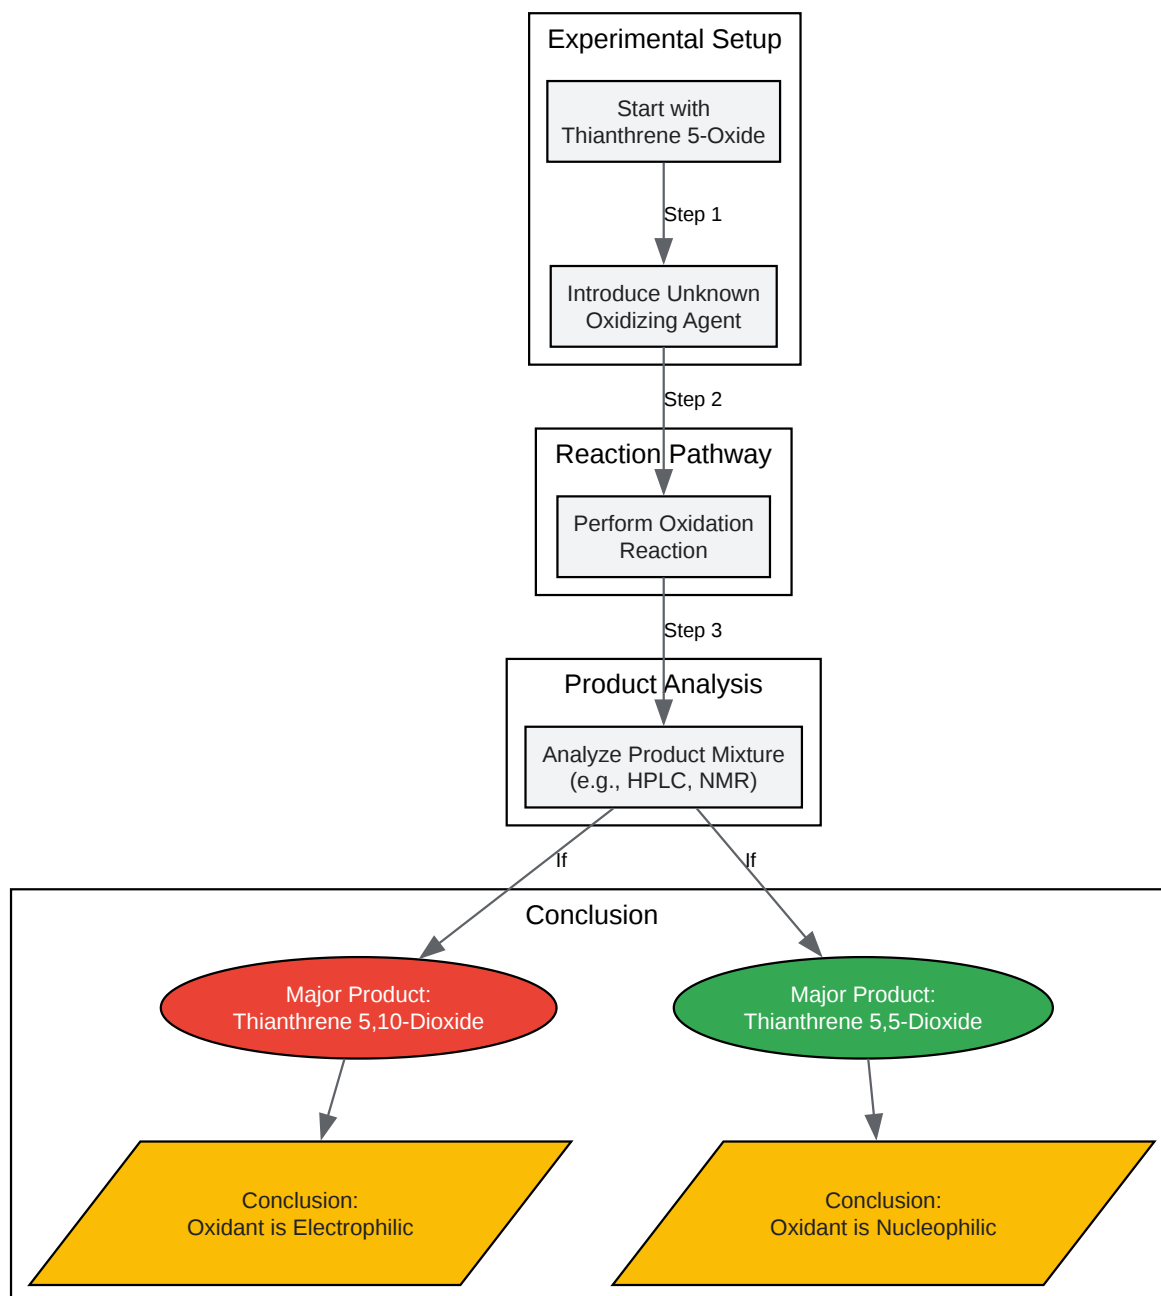 Experimental Setup
Start with
Thianthrene 5-Oxide
Step 1
Introduce Unknown
Oxidizing Agent
Step 2
Reaction Pathway
Perform Oxidation
Reaction
Step 3
Product Analysis
Analyze Product Mixture
(e.g., HPLC, NMR)
If
If
Conclusion
Major Product:
Thianthrene 5,10-Dioxide
Major Product:
Thianthrene 5,5-Dioxide
Conclusion:
Oxidant is Electrophilic
Conclusion:
Oxidant is Nucleophilic